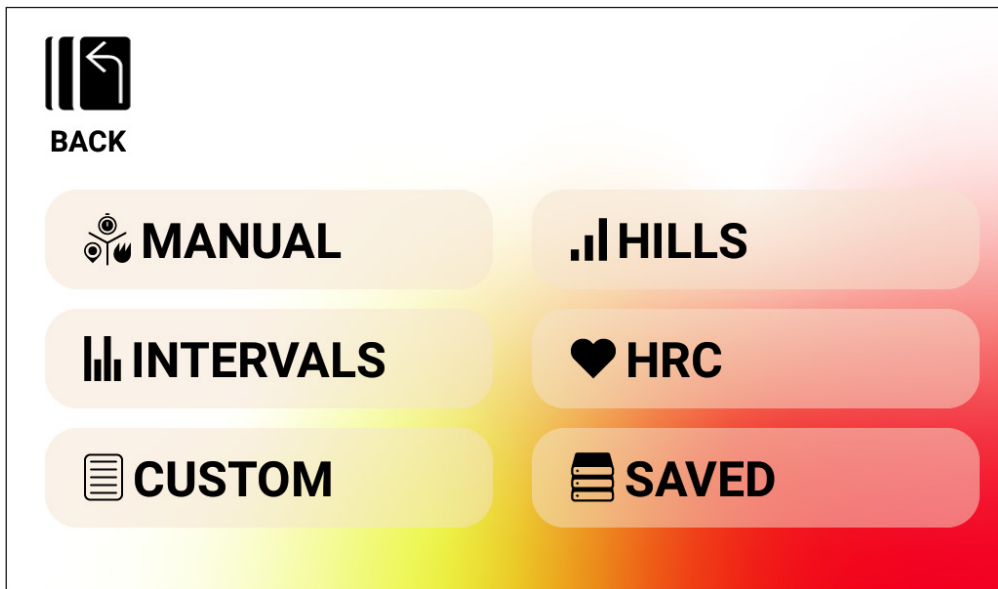 BACK
MANUAL
HILLS
INTERVALS
HRC
CUSTOM
SAVED